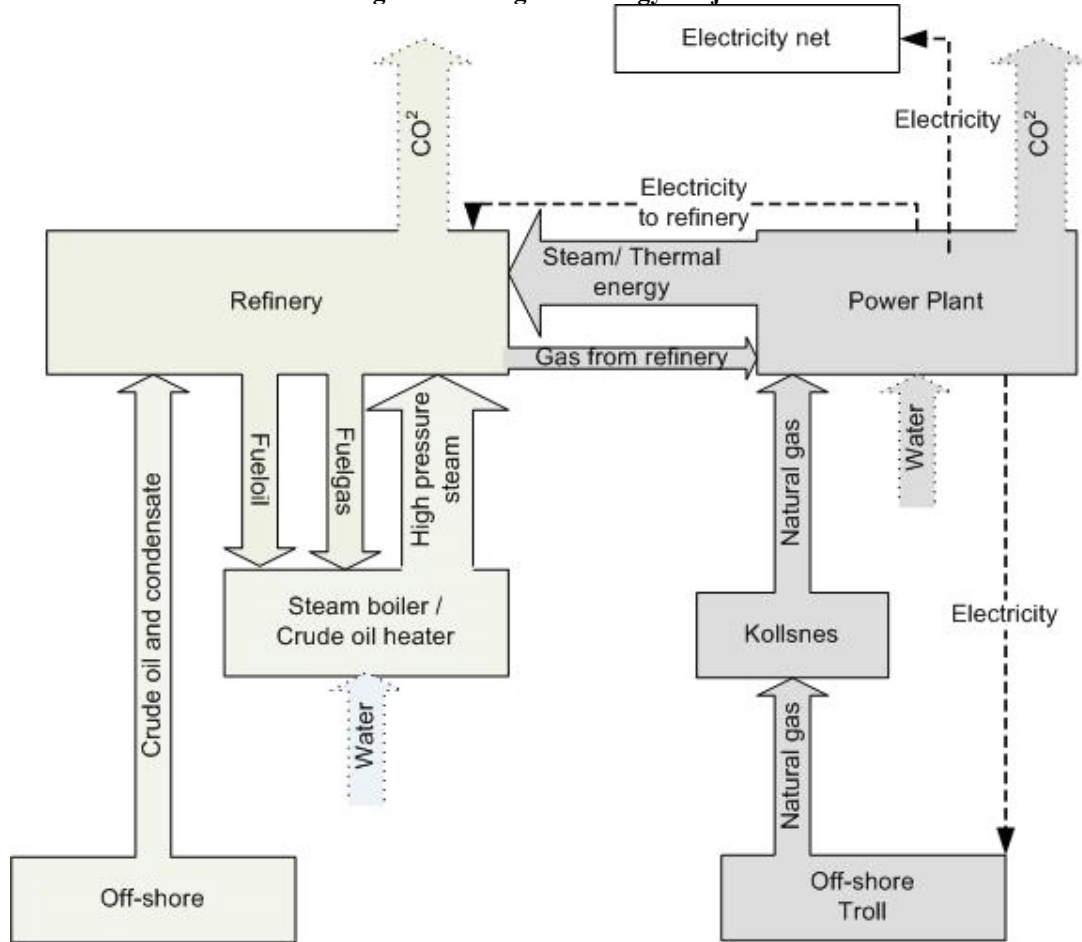 Electricity net
CO²
CO²
Electricity
Electricity
to refinery
Steam/ Thermal
energy
Refinery
Power Plant
Gas from refinery
Fueloil
Fuelgas
High pressure
steam
Natural gas
Water
Crude oil and condensate
Steam boiler /
Crude oil heater
Kollsnes
Electricity
Water
Natural gas
Off-shore
Off-shore
Troll